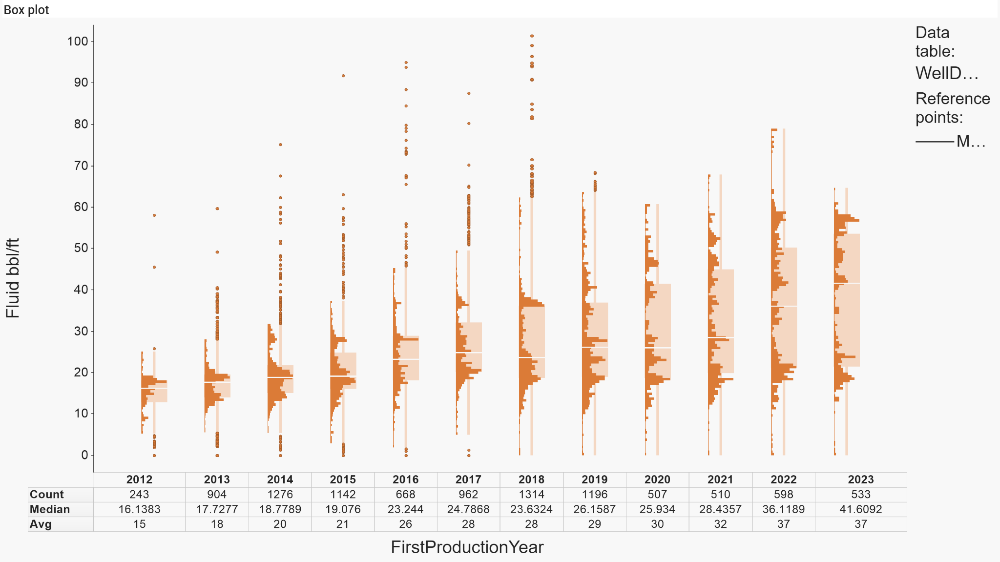 Box plot
Data
table:
WellD…
Reference
points:
M…
Fluid bbl/ft
100
90
80
70
60
50
40
30
20
10
0
2012 2013 2014 2015 2016 2017 2018 2019 2020 2021 2022 2023
Count 243 904 1276 1142 668 962 1314 1196 507 510 598 533
Median 16.1383 17.7277 18.7789 19.076 23.244 24.7868 23.6324 26.1587 25.934 28.4357 36.1189 41.6092
Avg 15 18 20 21 26 28 28 29 30 32 37 37
FirstProductionYear